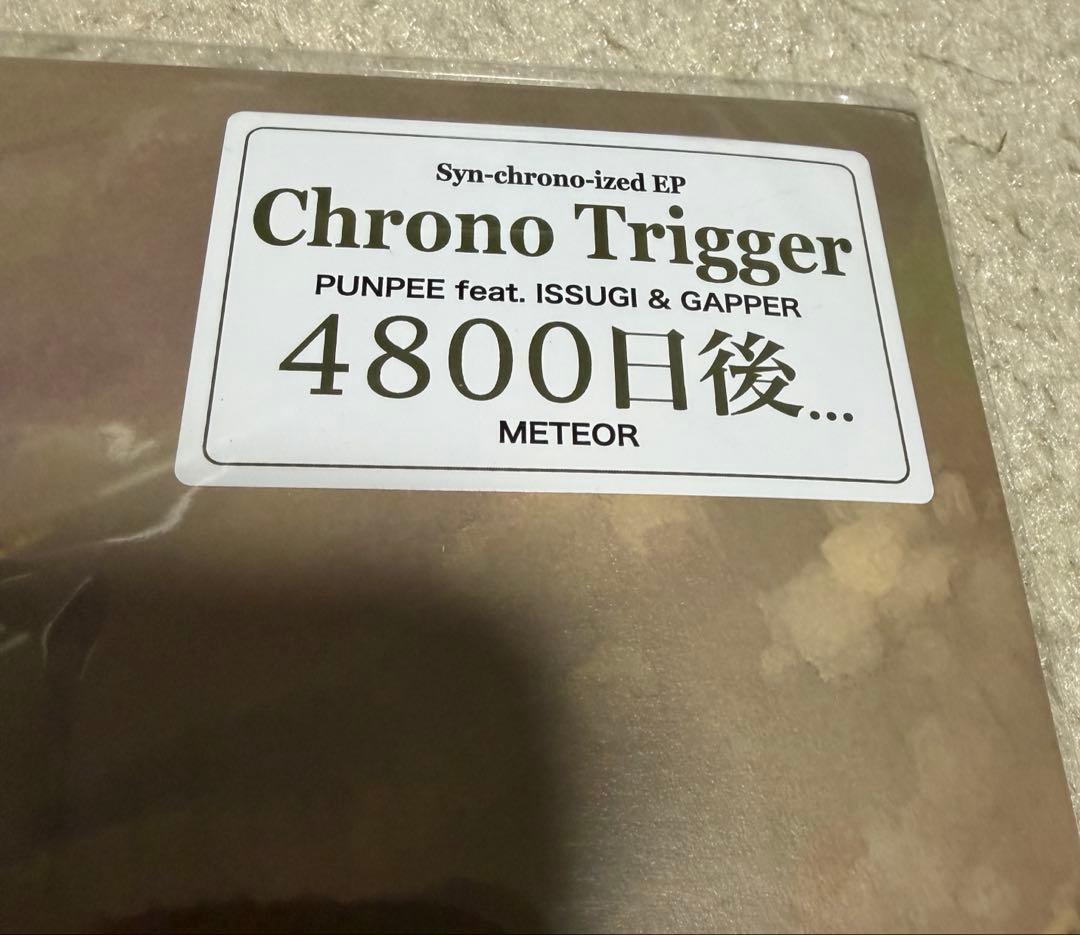 Syn-chrono-ized EP
Chrono Trigger
PUNPEE feat. ISSUGI & GAPPER
4800日後...
METEOR